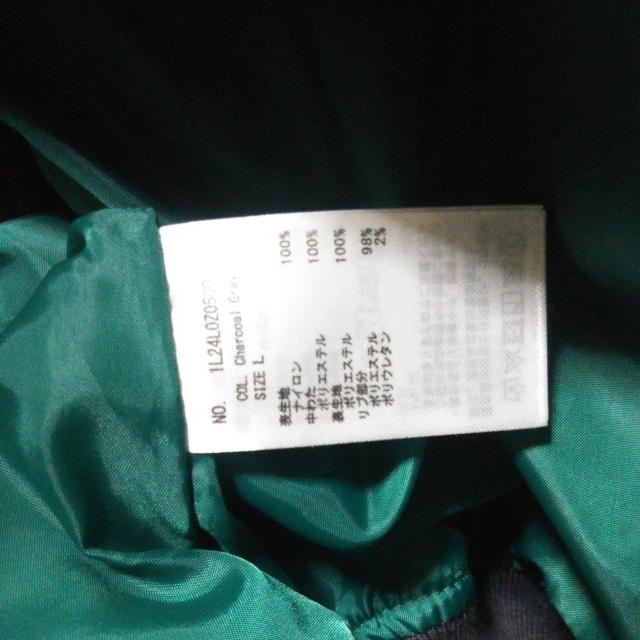 NO. 1L24L0Z0500
COL. Charcoal Gray
SIZE L
表生地
ナイロン 100%
中わた
ポリエステル 100%
裏生地
ポリエステル 100%
リブ部分
ポリエステル 98%
ポリウレタン 2%